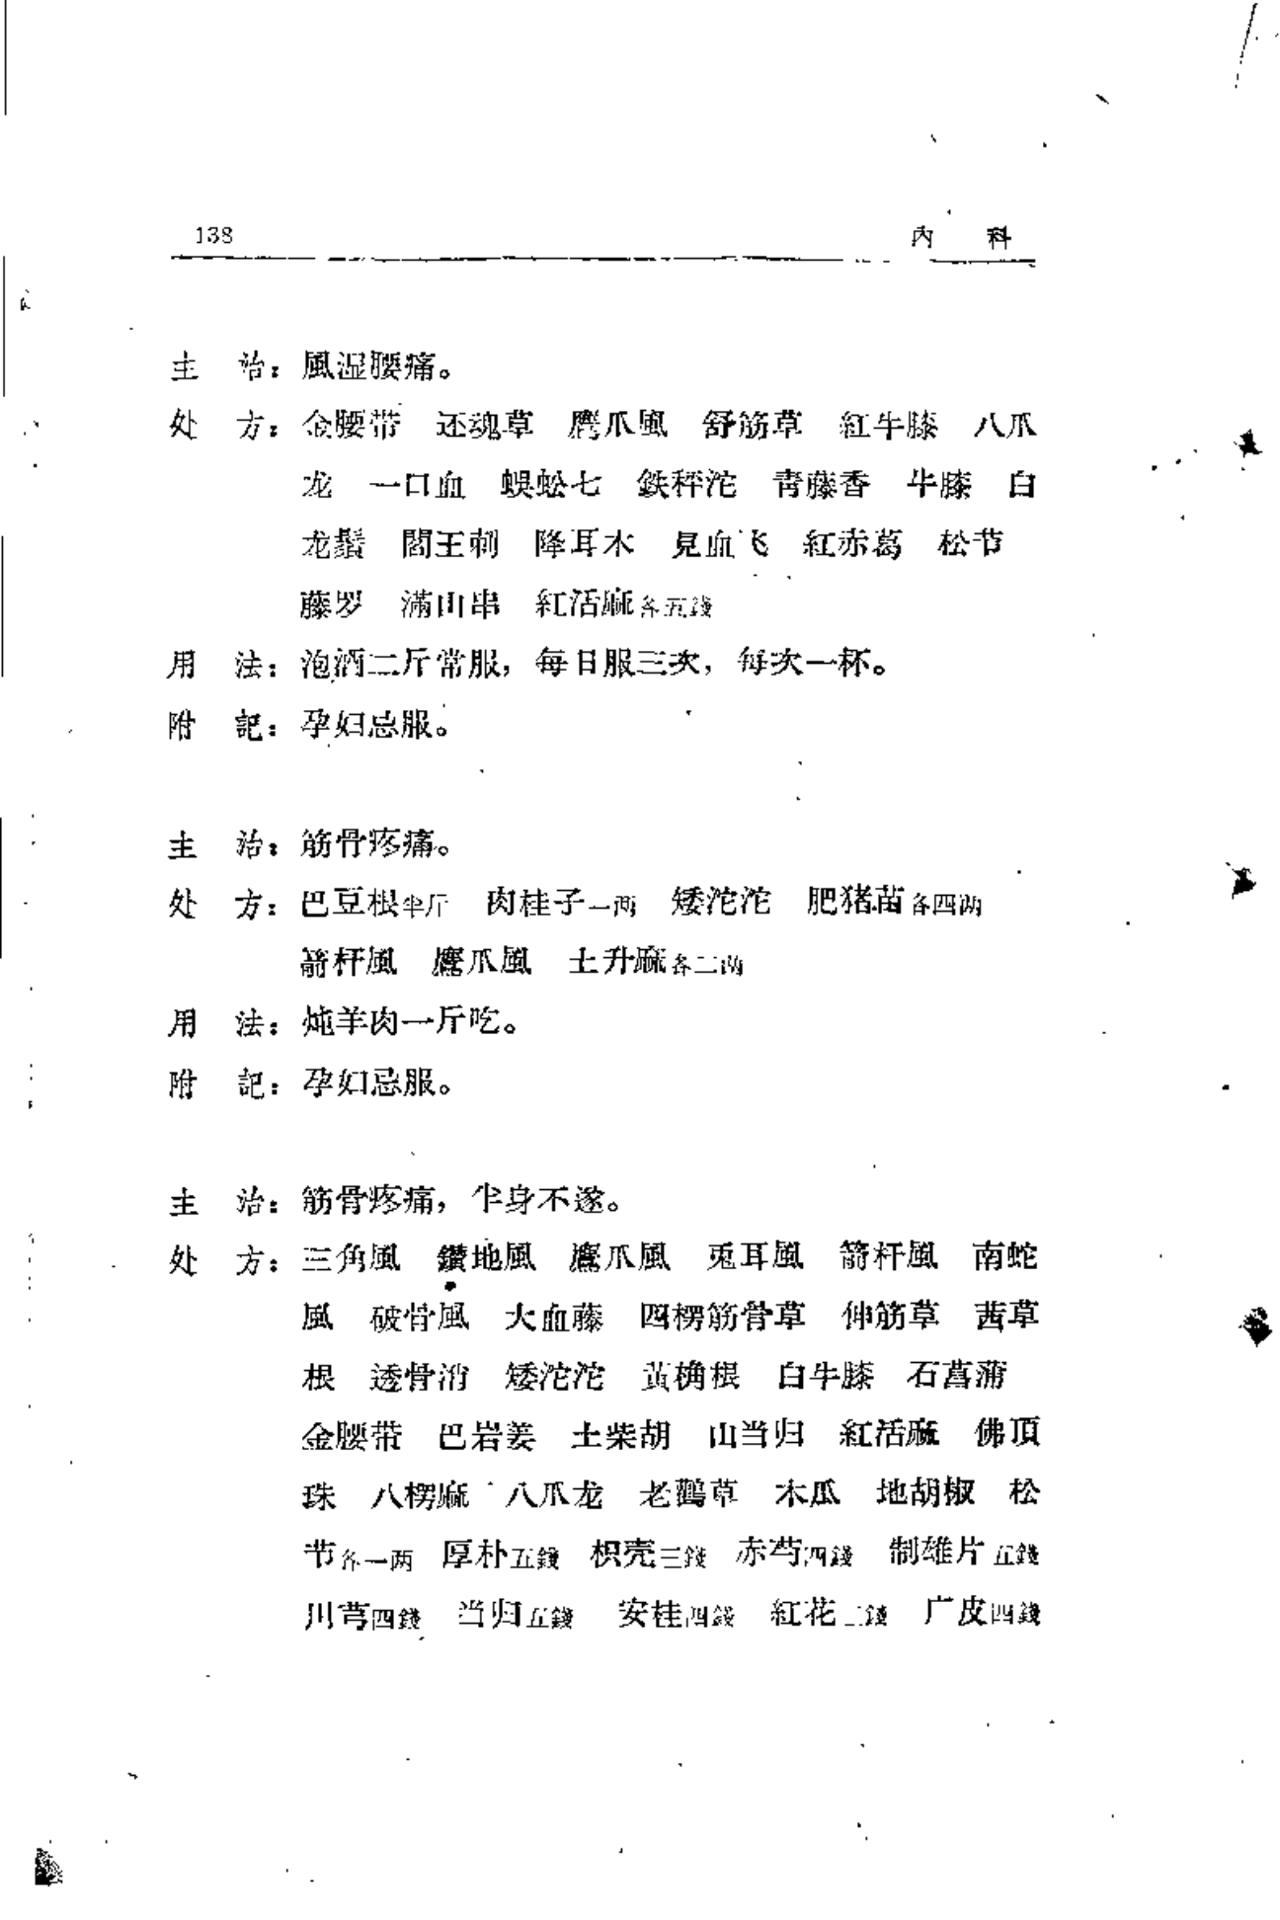 138 内 科
主 治：風湿腰痛。
处 方：金腰带 还魂草 鹰爪風 舒筋草 紅牛膝 八爪
龙 一口血 蜈蚣七 鉄秤沱 青藤香 牛膝 白
龙鬚 閻王刺 降耳木 見血飞 紅赤葛 松节
藤罗 滿山串 紅活麻各五錢
用 法：泡酒二斤常服，每日服三次，每次一杯。
附 記：孕妇忌服。
主 治：筋骨疼痛。
处 方：巴豆根半斤 肉桂子一两 矮沱沱 肥猪苗各四两
箭杆風 鷹爪風 土升麻各二两
用 法：炖羊肉一斤吃。
附 記：孕妇忌服。
主 治：筋骨疼痛，半身不遂。
处 方：三角風 鑽地風 鷹爪風 兎耳風 箭杆風 南蛇
風 破骨風 大血藤 四楞筋骨草 伸筋草 茜草
根 透骨消 矮沱沱 黄桷根 白牛膝 石菖蒲
金腰带 巴岩姜 土柴胡 山当归 紅活麻 佛頂
珠 八楞麻 八爪龙 老鸛草 木瓜 地胡椒 松
节各一两 厚朴五錢 枳壳三錢 赤芍四錢 制雄片五錢
川芎四錢 当归五錢 安桂四錢 紅花二錢 广皮四錢